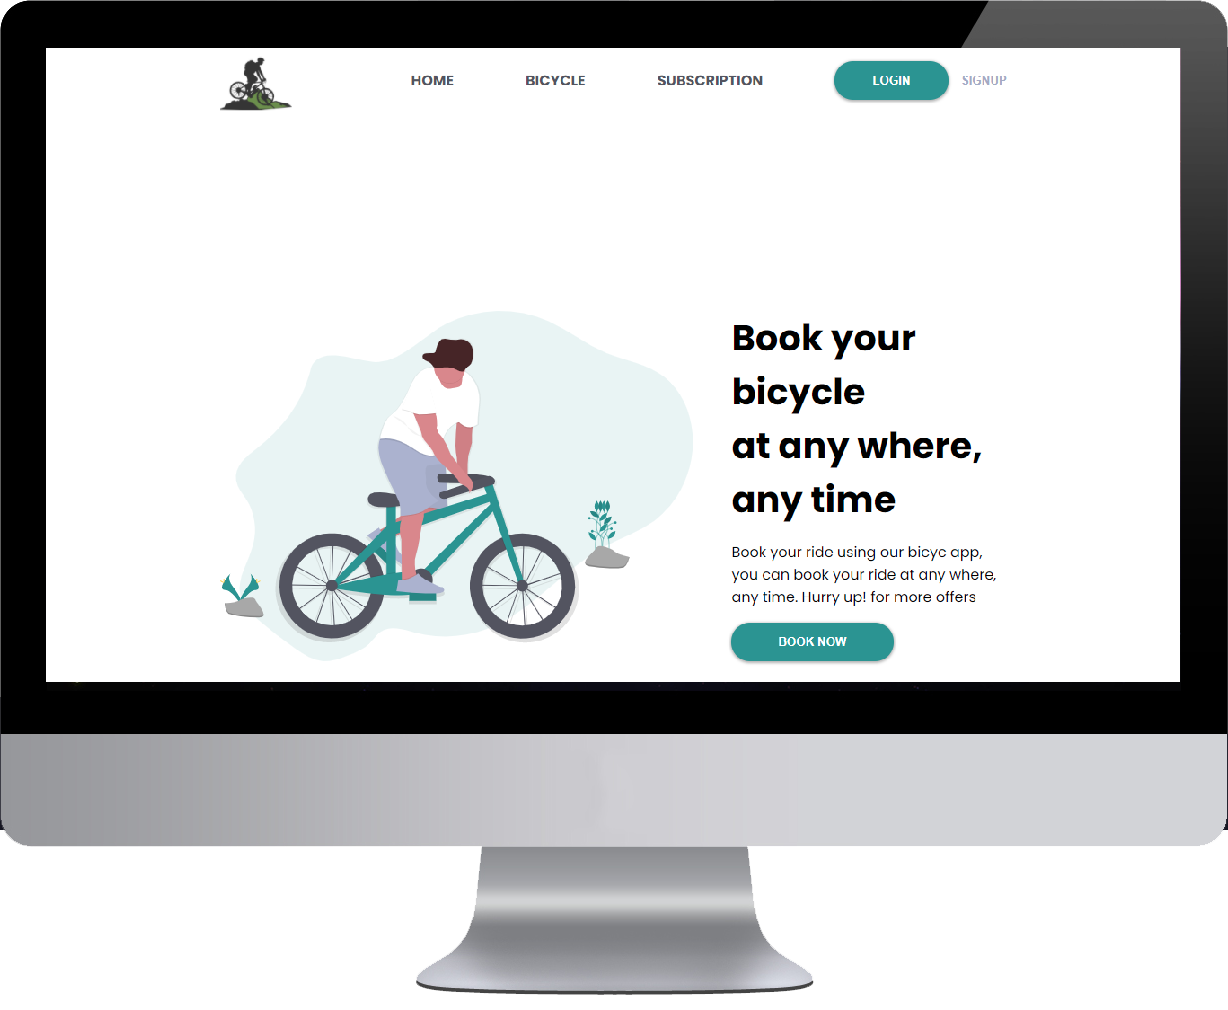 HOME BICYCLE SUBSCRIPTION LOGIN SIGNUP
Book your
bicycle
at any where,
any time
Book your ride using our bicyc app,
you can book your ride at any where,
any time. Hurry up! for more offers
BOOK NOW